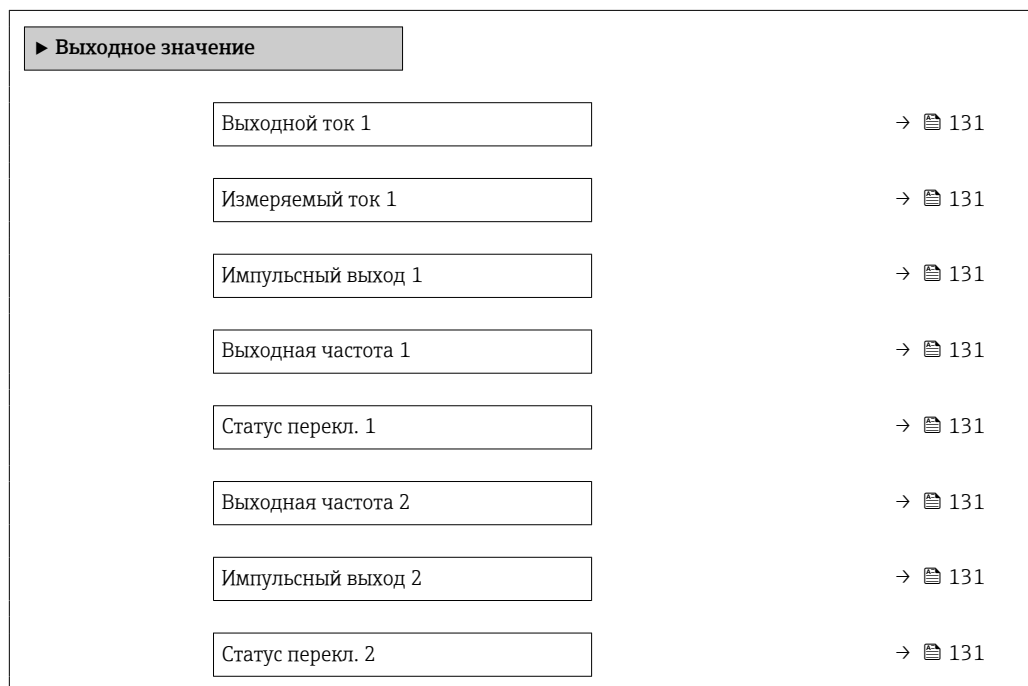 ▶ Выходное значение
Выходной ток 1 → 131
Измеряемый ток 1 → 131
Импульсный выход 1 → 131
Выходная частота 1 → 131
Статус перекл. 1 → 131
Выходная частота 2 → 131
Импульсный выход 2 → 131
Статус перекл. 2 → 131